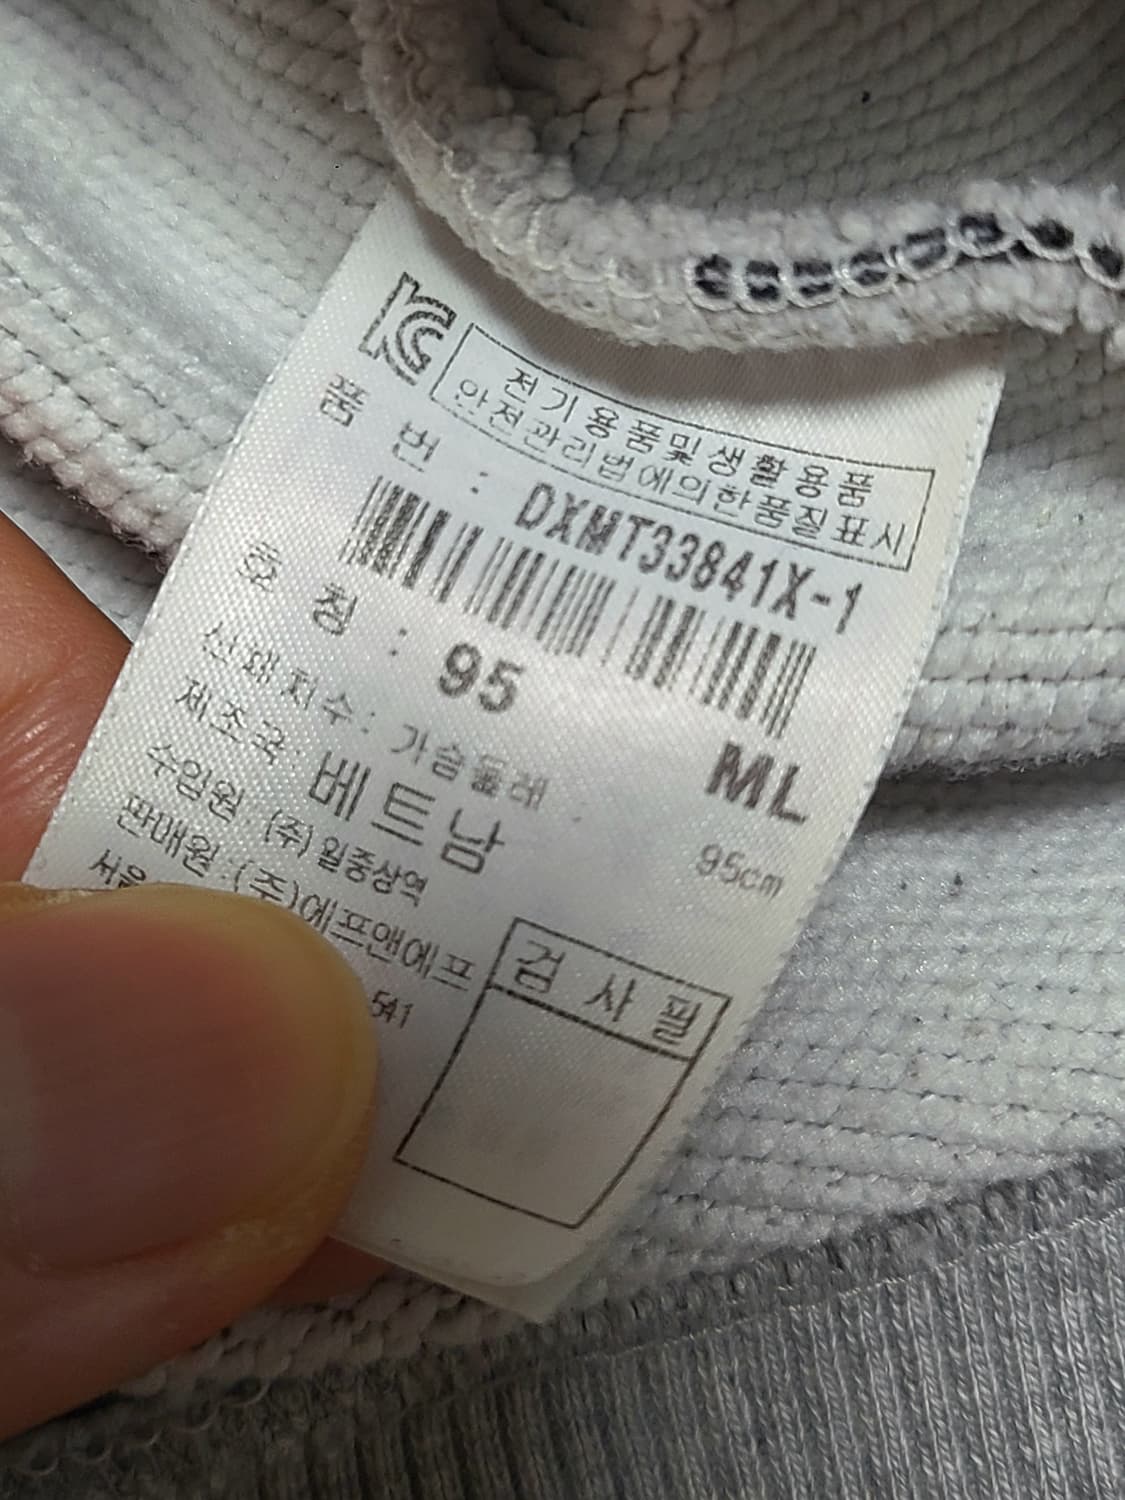 KC
전기용품및생활용품
안전관리법에의한품질표시
품 번 : DXMT33841X-1
호 칭 : 95 ML
신체치수 : 가슴둘레 95cm
제조국 : 베트남
수입원 : (주)일중상역
판매원 : (주)에프앤에프
서울
541
검사필